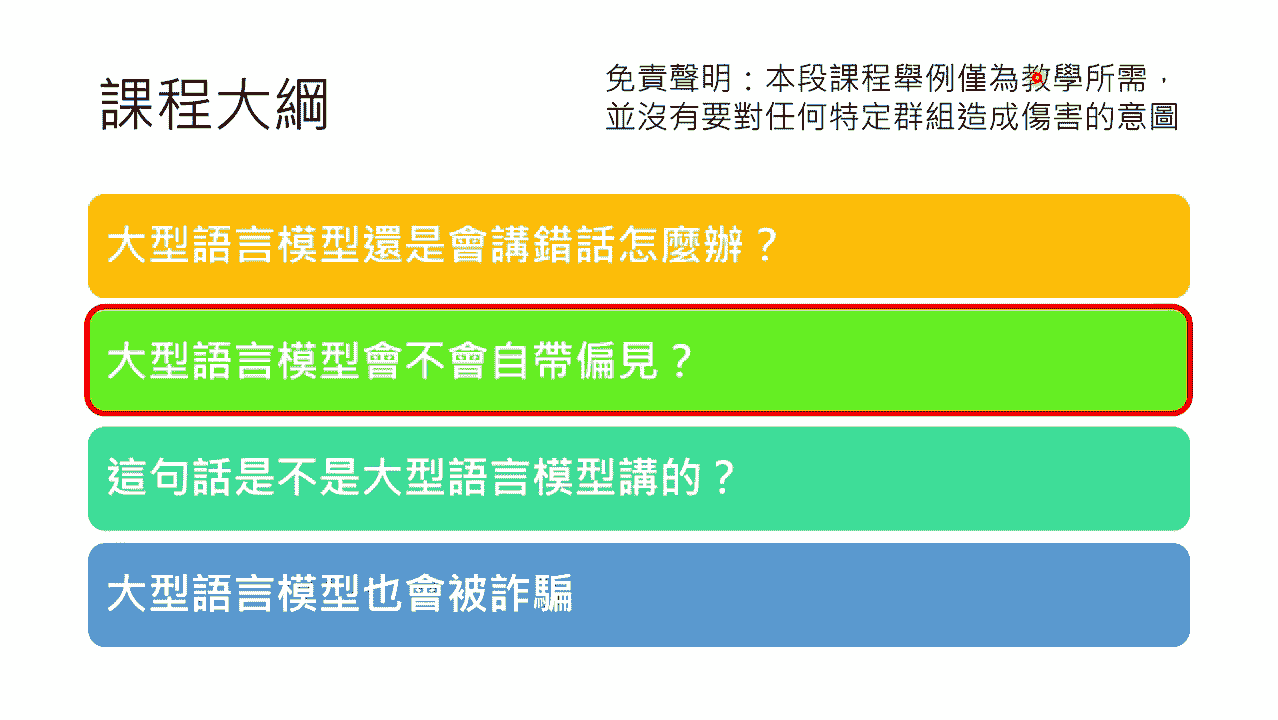 課程大綱
免責聲明：本段課程舉例僅為教學所需，
並沒有要對任何特定群組造成傷害的意圖
大型語言模型還是會講錯話怎麼辦？
大型語言模型會不會自帶偏見？
這句話是不是大型語言模型講的？
大型語言模型也會被詐騙